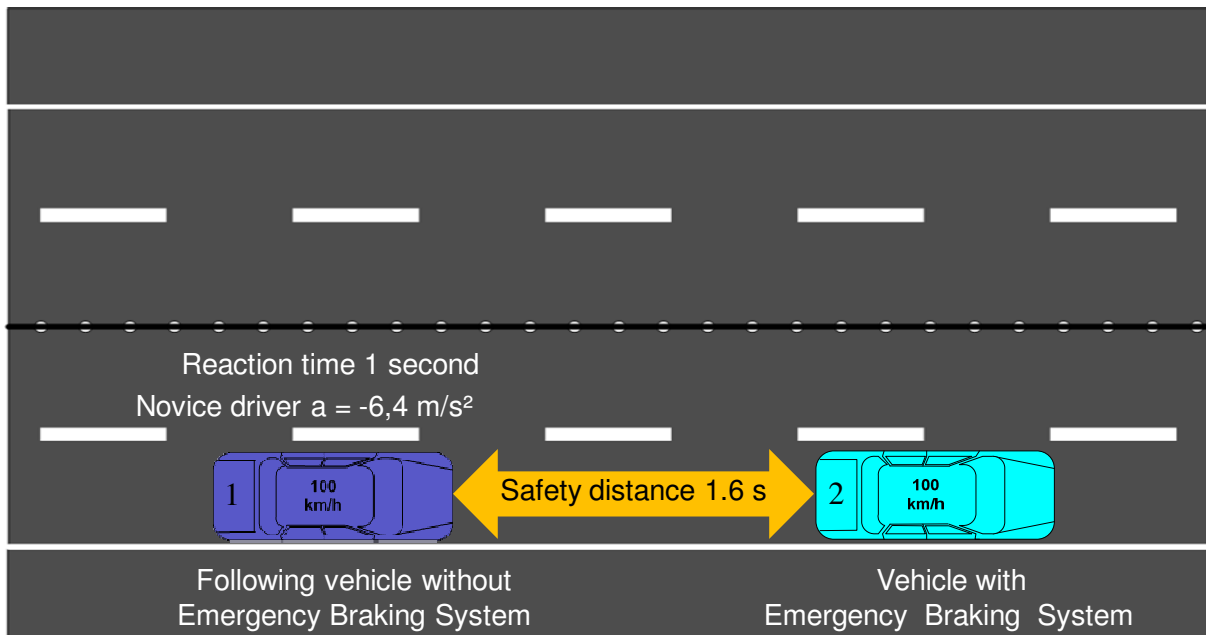 Reaction time 1 second
Novice driver a = -6,4 m/s²
1
100
km/h
Safety distance 1.6 s
2
100
km/h
Following vehicle without
Emergency Braking System
Vehicle with
Emergency Braking System